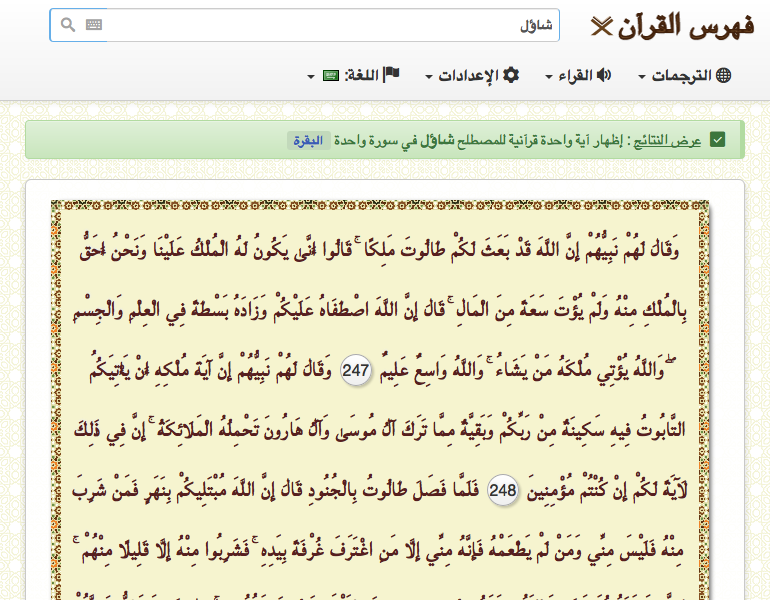 فهرس القرآن
شاؤل
الترجمات
القراء
الإعدادات
اللغة:
عرض النتائج : إظهار آية واحدة قرآنية للمصطلح شاؤل في سورة واحدة البقرة
وَقَالَ لَهُمْ نَبِيُّهُمْ إِنَّ اللَّهَ قَدْ بَعَثَ لَكُمْ طَالُوتَ مَلِكًا ۚ قَالُوا أَنَّىٰ يَكُونُ لَهُ الْمُلْكُ عَلَيْنَا وَنَحْنُ أَحَقُّ
بِالْمُلْكِ مِنْهُ وَلَمْ يُؤْتَ سَعَةً مِنَ الْمَالِ ۚ قَالَ إِنَّ اللَّهَ اصْطَفَاهُ عَلَيْكُمْ وَزَادَهُ بَسْطَةً فِي الْعِلْمِ وَالْجِسْمِ
ۖ وَاللَّهُ يُؤْتِي مُلْكَهُ مَنْ يَشَاءُ ۚ وَاللَّهُ وَاسِعٌ عَلِيمٌ 247 وَقَالَ لَهُمْ نَبِيُّهُمْ إِنَّ آيَةَ مُلْكِهِ أَنْ يَأْتِيَكُمُ
التَّابُوتُ فِيهِ سَكِينَةٌ مِنْ رَبِّكُمْ وَبَقِيَّةٌ مِمَّا تَرَكَ آلُ مُوسَىٰ وَآلُ هَارُونَ تَحْمِلُهُ الْمَلَائِكَةُ ۚ إِنَّ فِي ذَٰلِكَ
لَآيَةً لَكُمْ إِنْ كُنْتُمْ مُؤْمِنِينَ 248 فَلَمَّا فَصَلَ طَالُوتُ بِالْجُنُودِ قَالَ إِنَّ اللَّهَ مُبْتَلِيكُمْ بِنَهَرٍ فَمَنْ شَرِبَ
مِنْهُ فَلَيْسَ مِنِّي وَمَنْ لَمْ يَطْعَمْهُ فَإِنَّهُ مِنِّي إِلَّا مَنِ اغْتَرَفَ غُرْفَةً بِيَدِهِ ۚ فَشَرِبُوا مِنْهُ إِلَّا قَلِيلًا مِنْهُمْ ۚ